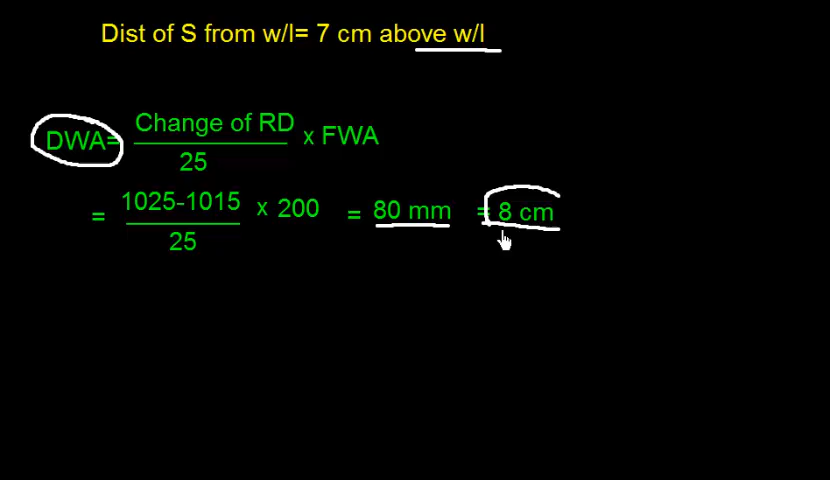 Dist of S from w/l= 7 cm above w/l
DWA= Change of RD / 25 x FWA
= 1025-1015 / 25 x 200 = 80 mm = 8 cm